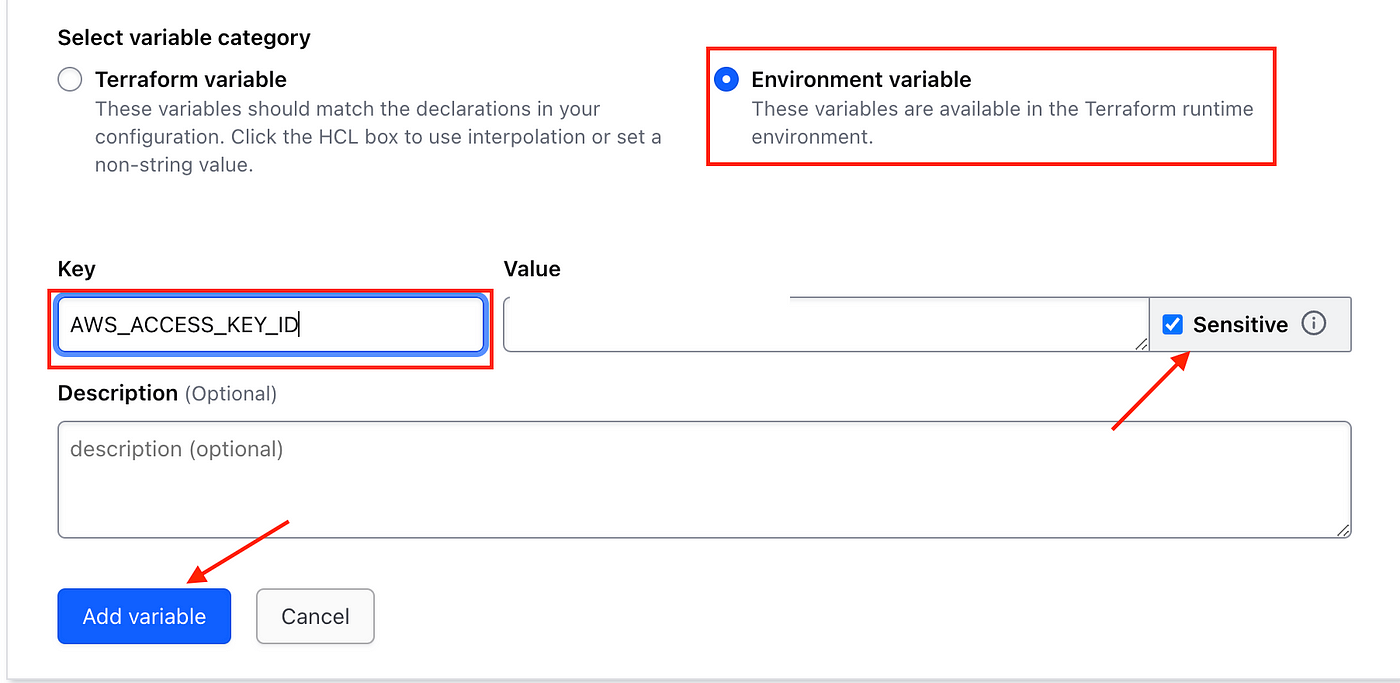 Select variable category
Terraform variable
These variables should match the declarations in your
configuration. Click the HCL box to use interpolation or set a
non-string value.
Environment variable
These variables are available in the Terraform runtime
environment.
Key
Value
AWS_ACCESS_KEY_ID
Sensitive
Description (Optional)
description (optional)
Add variable
Cancel